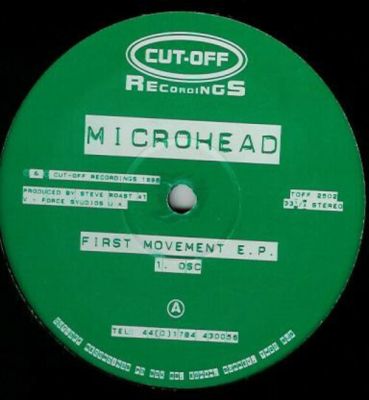 CUT-OFF
RECORDINGS
MICROHEAD
& CUT-OFF RECORDINGS 1996
PRODUCED BY STEVE ROAST AT
V - FORCE SYUDIOS U.K.
TOFF 2502
33⅓ STEREO
FIRST MOVEMENT E.P.
1. OSC
A
TEL: 44(0)1784 430056